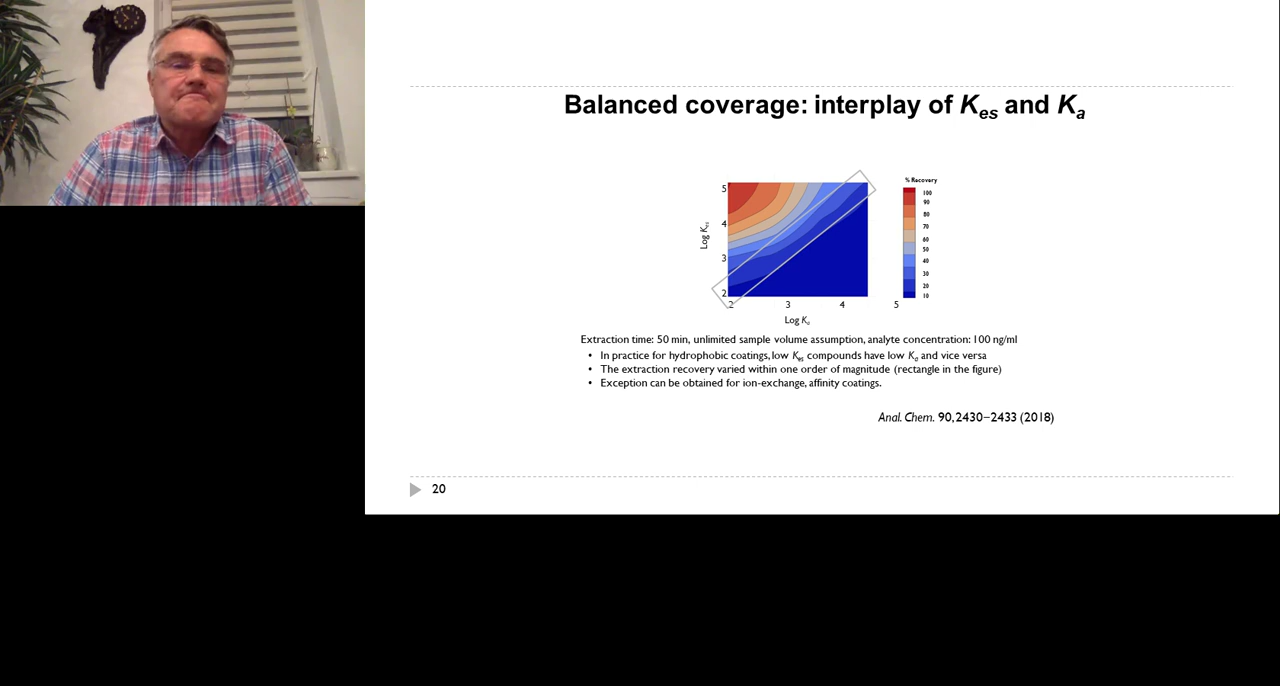 Balanced coverage: interplay of Kes and Ka
% Recovery
100
90
80
70
60
50
40
30
20
10
Log Kes
5
4
3
2
2
3
4
5
Log Ka
Extraction time: 50 min, unlimited sample volume assumption, analyte concentration: 100 ng/ml
• In practice for hydrophobic coatings, low Kes compounds have low Ka and vice versa
• The extraction recovery varied within one order of magnitude (rectangle in the figure)
• Exception can be obtained for ion-exchange, affinity coatings.
Anal. Chem. 90, 2430−2433 (2018)
20